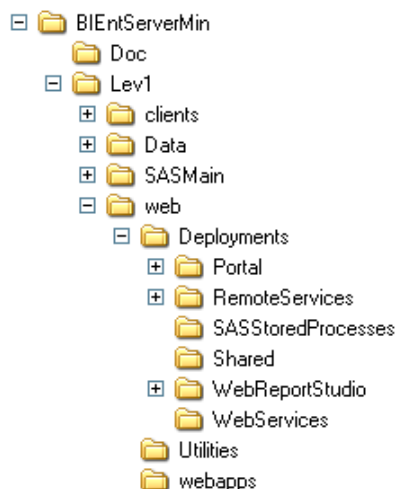 BIEntServerMin
Doc
Lev1
clients
Data
SASMain
web
Deployments
Portal
RemoteServices
SASStoredProcesses
Shared
WebReportStudio
WebServices
Utilities
webapps